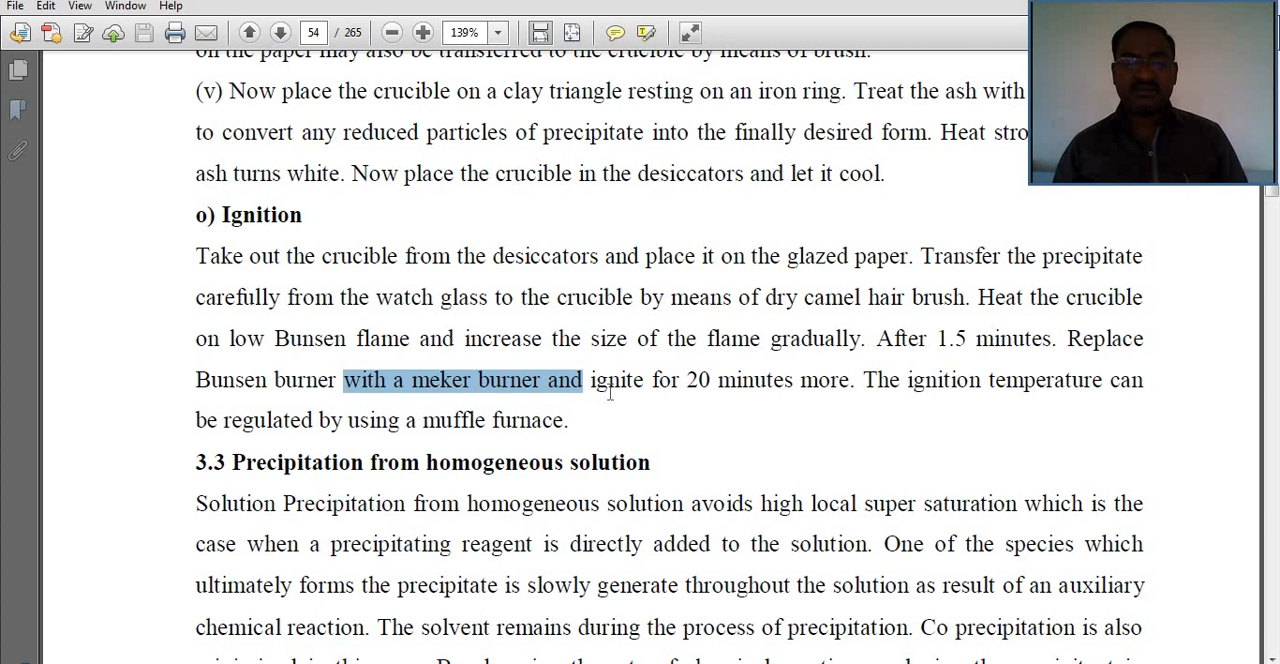 File Edit View Window Help
54 / 265 139%
on the paper may also be transferred to the crucible by means of brush.
(v) Now place the crucible on a clay triangle resting on an iron ring. Treat the ash with
to convert any reduced particles of precipitate into the finally desired form. Heat stro
ash turns white. Now place the crucible in the desiccators and let it cool.
o) Ignition
Take out the crucible from the desiccators and place it on the glazed paper. Transfer the precipitate
carefully from the watch glass to the crucible by means of dry camel hair brush. Heat the crucible
on low Bunsen flame and increase the size of the flame gradually. After 1.5 minutes. Replace
Bunsen burner with a meker burner and ignite for 20 minutes more. The ignition temperature can
be regulated by using a muffle furnace.
3.3 Precipitation from homogeneous solution
Solution Precipitation from homogeneous solution avoids high local super saturation which is the
case when a precipitating reagent is directly added to the solution. One of the species which
ultimately forms the precipitate is slowly generate throughout the solution as result of an auxiliary
chemical reaction. The solvent remains during the process of precipitation. Co precipitation is also